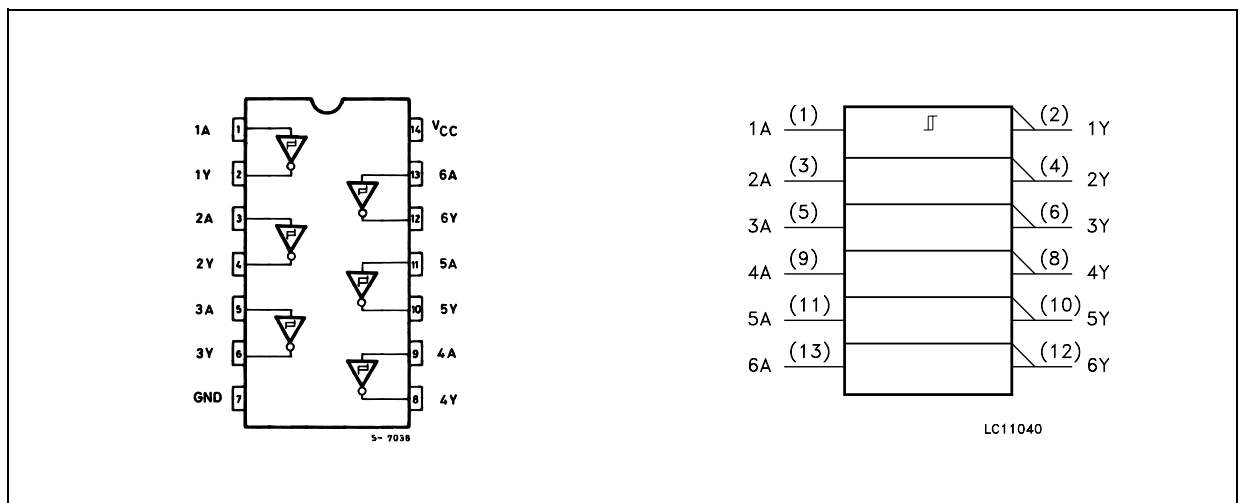 1A 1 14 VCC
1Y 2 13 6A
2A 3 12 6Y
2Y 4 11 5A
3A 5 10 5Y
3Y 6 9 4A
GND 7 8 4Y
S- 7038
1A (1) (2) 1Y
2A (3) (4) 2Y
3A (5) (6) 3Y
4A (9) (8) 4Y
5A (11) (10) 5Y
6A (13) (12) 6Y
LC11040